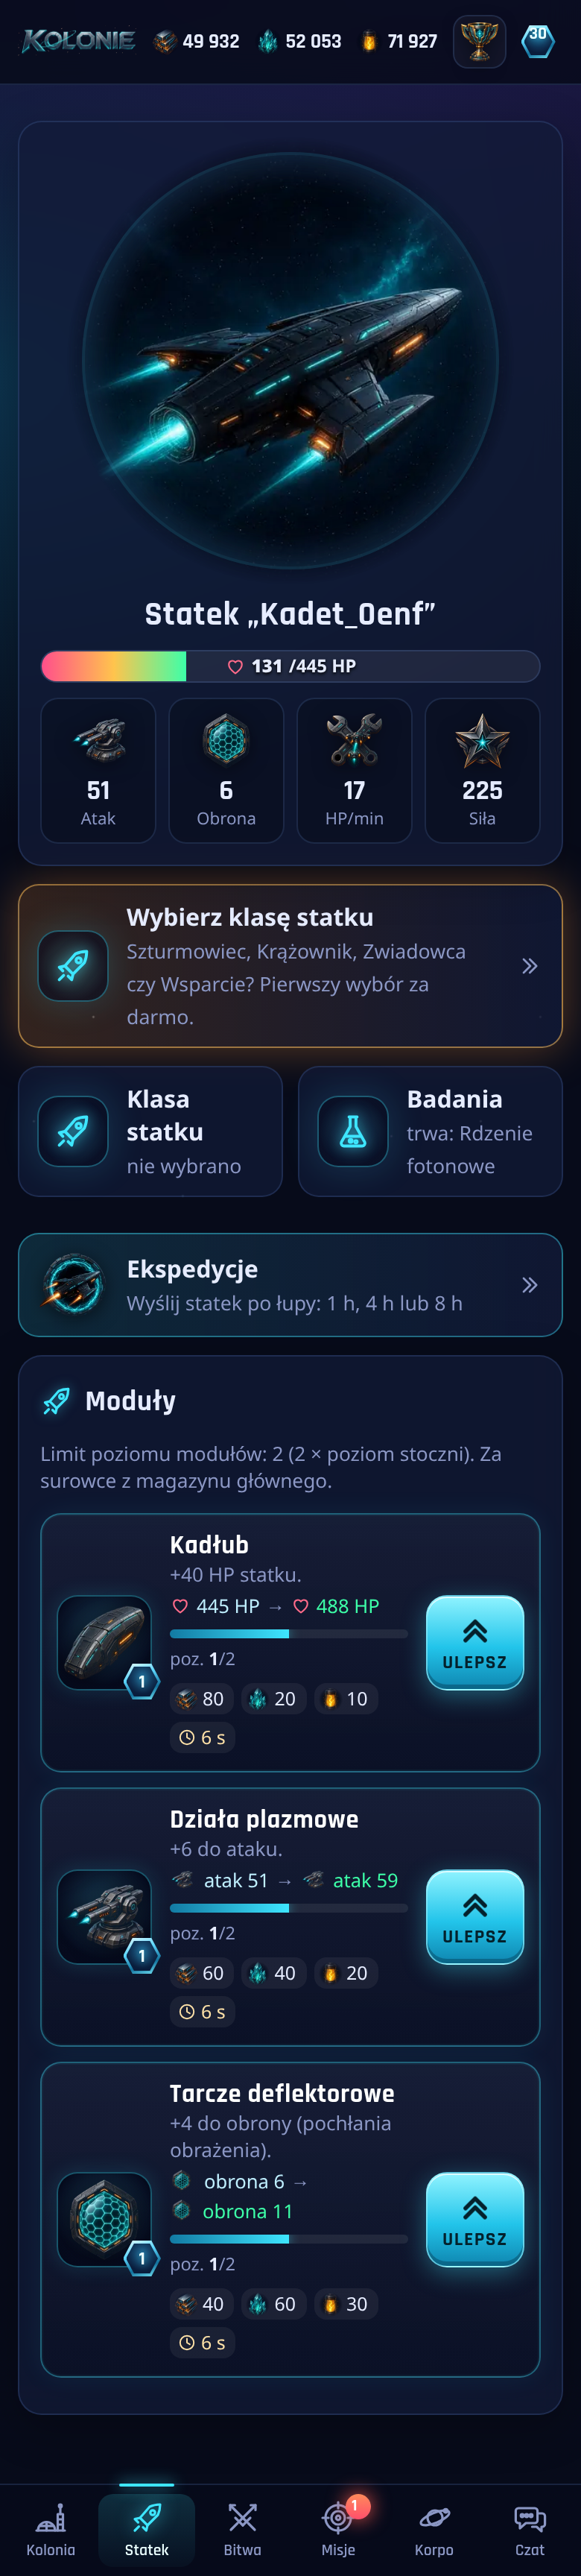 KOLONIE 49 932 52 053 71 927 30
Statek „Kadet_0enf”
131 /445 HP
51 6 17 225
Atak Obrona HP/min Siła
Wybierz klasę statku
Szturmowiec, Krążownik, Zwiadowca
czy Wsparcie? Pierwszy wybór za
darmo.
Klasa
statku
nie wybrano
Badania
trwa: Rdzenie
fotonowe
Ekspedycje
Wyślij statek po łupy: 1 h, 4 h lub 8 h
Moduły
Limit poziomu modułów: 2 (2 × poziom stoczni). Za
surowce z magazynu głównego.
Kadłub
+40 HP statku.
445 HP → 488 HP
poz. 1/2
80 20 10
6 s
1
ULEPSZ
Działa plazmowe
+6 do ataku.
atak 51 → atak 59
poz. 1/2
60 40 20
6 s
1
ULEPSZ
Tarcze deflektorowe
+4 do obrony (pochłania
obrażenia).
obrona 6 →
obrona 11
poz. 1/2
40 60 30
6 s
1
ULEPSZ
1
Kolonia Statek Bitwa Misje Korpo Czat